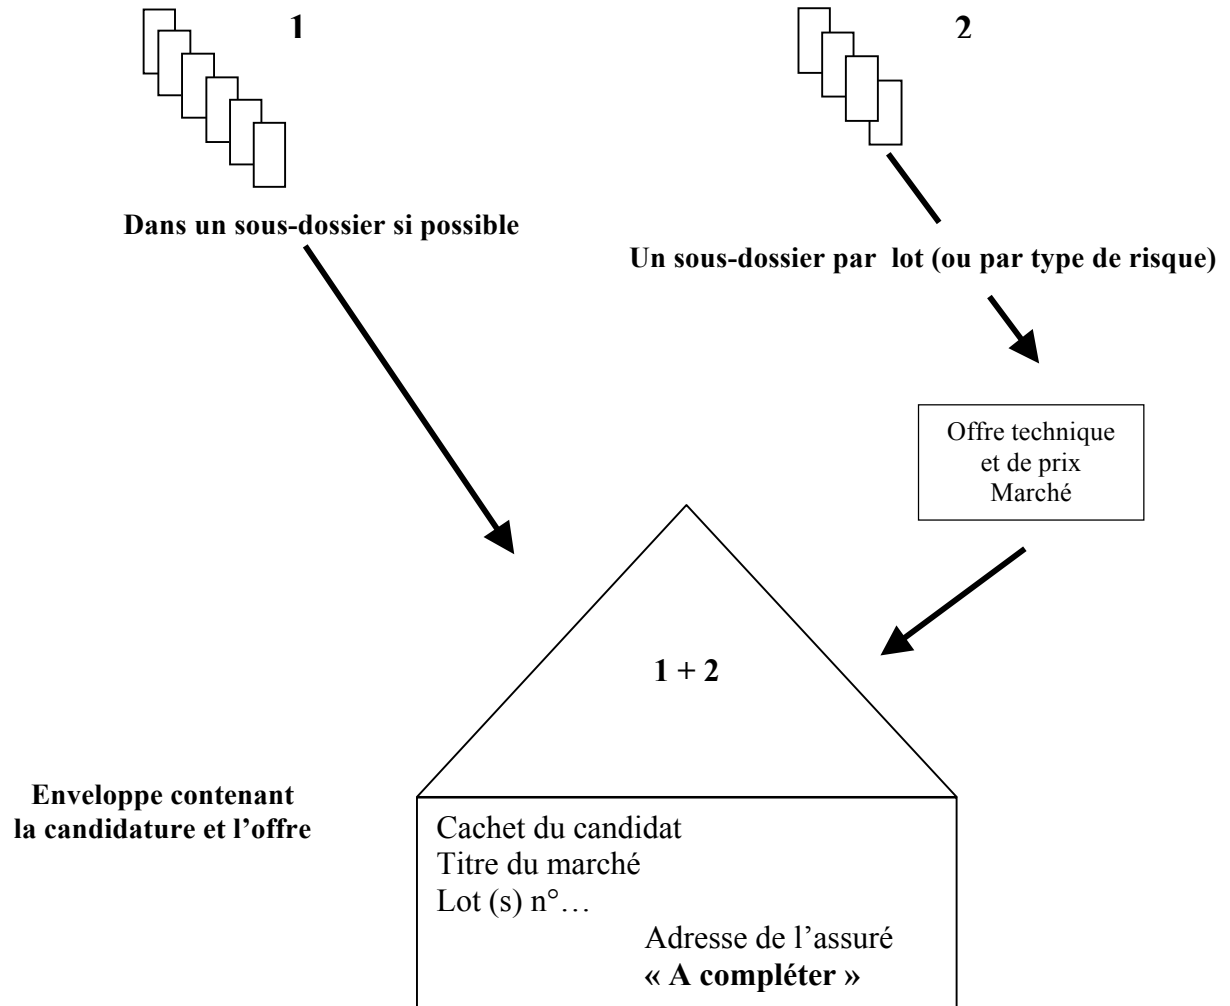 1
2
Dans un sous-dossier si possible
Un sous-dossier par lot (ou par type de risque)
Offre technique
et de prix
Marché
1 + 2
Enveloppe contenant
la candidature et l’offre
Cachet du candidat
Titre du marché
Lot (s) n°…
Adresse de l’assuré
« A compléter »